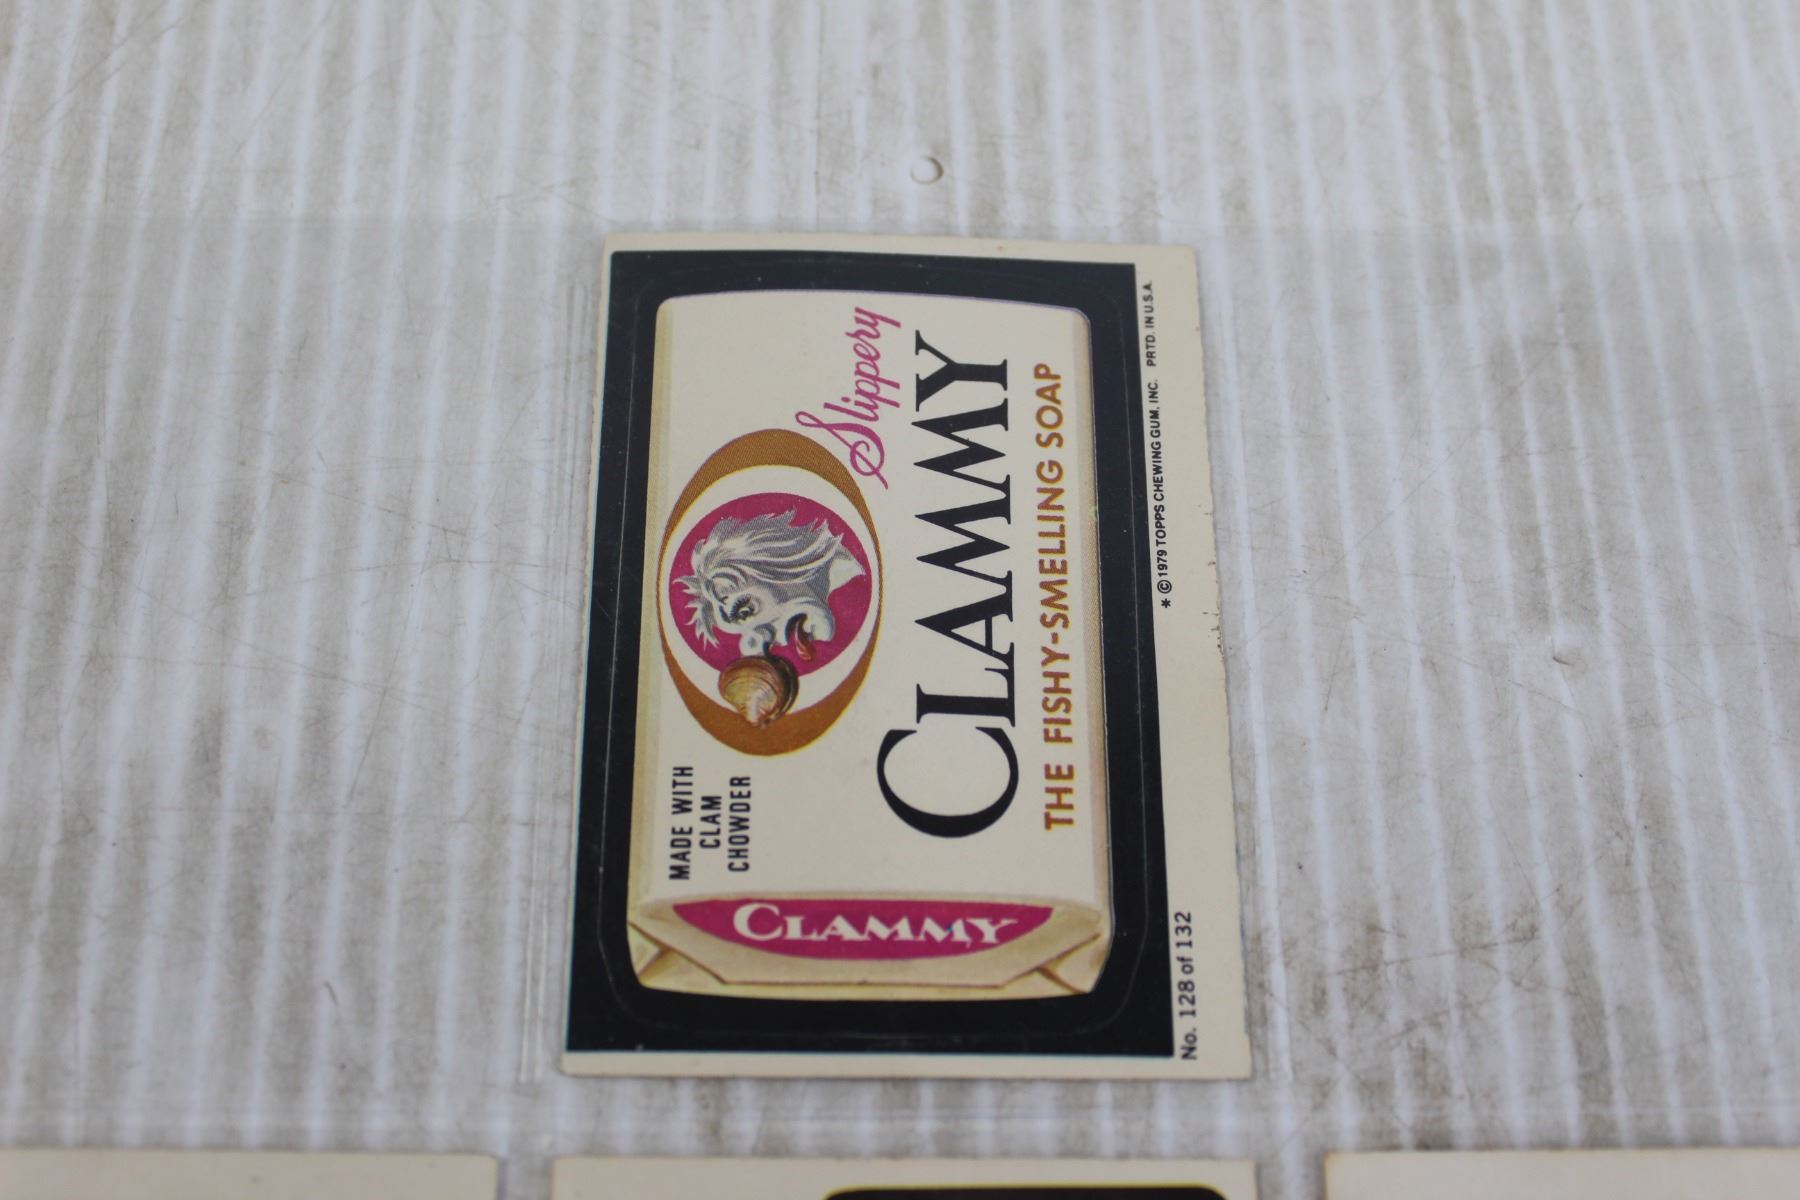 MADE WITH
CLAM
CHOWDER
Slippery
CLAMMY
THE FISHY-SMELLING SOAP
CLAMMY
No. 128 of 132
* © 1979 TOPPS CHEWING GUM, INC. PRTD. IN U.S.A.